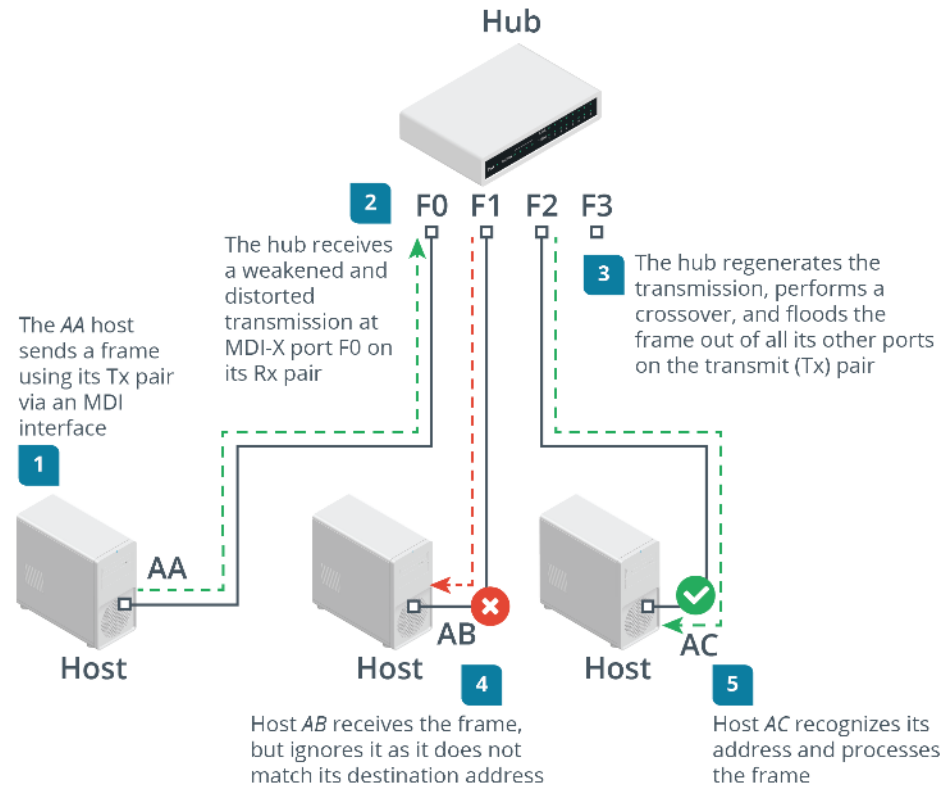 Hub
2
F0 F1 F2 F3
The hub receives
a weakened and
distorted
transmission at
MDI-X port F0 on
its Rx pair
3
The hub regenerates the
transmission, performs a
crossover, and floods the
frame out of all its other ports
on the transmit (Tx) pair
The AA host
sends a frame
using its Tx pair
via an MDI
interface
1
AA
Host
AB
Host
AC
Host
4
Host AB receives the frame,
but ignores it as it does not
match its destination address
5
Host AC recognizes its
address and processes
the frame